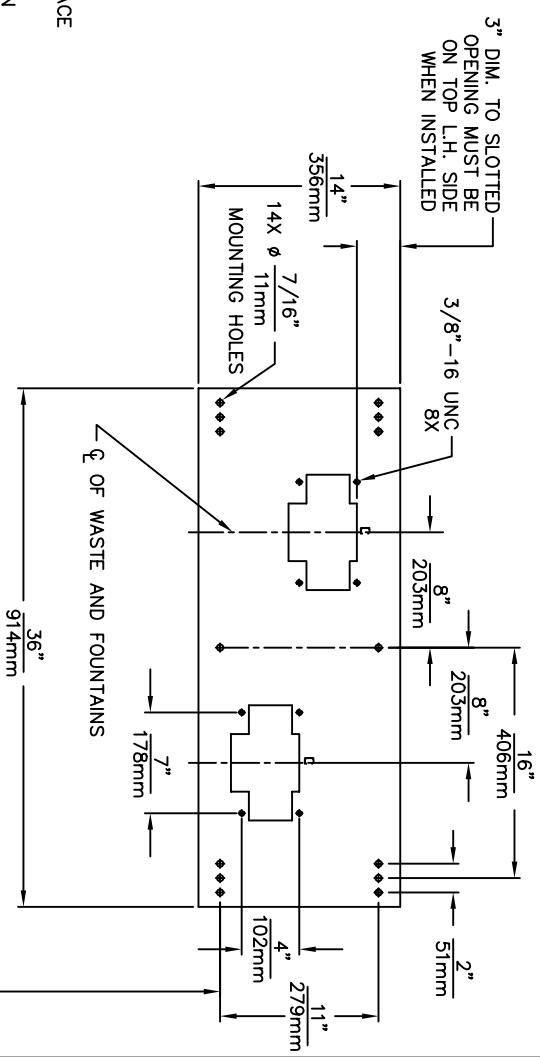 ACE
N
3" DIM. TO SLOTTED
OPENING MUST BE
ON TOP L.H. SIDE
WHEN INSTALLED
14"
356mm
14X ø 7/16"
11mm
MOUNTING HOLES
3/8"-16 UNC
8X
8"
203mm
8"
203mm
16"
406mm
2"
51mm
℄ OF WASTE AND FOUNTAINS
7"
178mm
4"
102mm
11"
279mm
36"
914mm